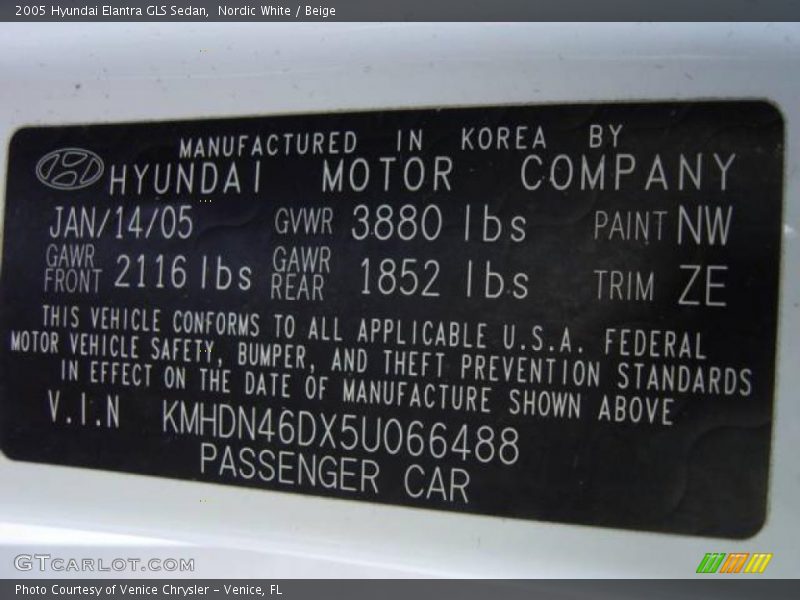 2005 Hyundai Elantra GLS Sedan,  Nordic White / Beige
MANUFACTURED IN KOREA BY
HYUNDAI MOTOR COMPANY
JAN/14/05 GVWR 3880 lbs PAINT NW
GAWR FRONT 2116 lbs GAWR REAR 1852 lbs TRIM ZE
THIS VEHICLE CONFORMS TO ALL APPLICABLE U.S.A. FEDERAL
MOTOR VEHICLE SAFETY, BUMPER, AND THEFT PREVENTION STANDARDS
IN EFFECT ON THE DATE OF MANUFACTURE SHOWN ABOVE
V.I.N KMHDN46DX5U066488
PASSENGER CAR
GTCARLOT.COM
Photo Courtesy of Venice Chrysler - Venice, FL